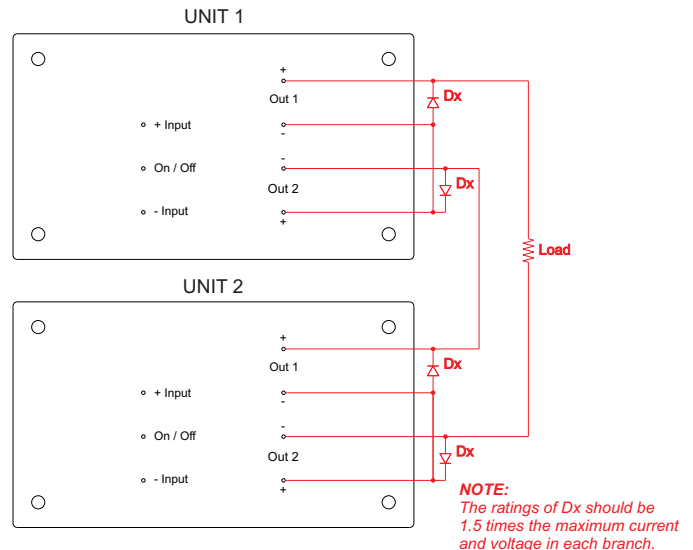 UNIT 1
+
Out 1
Dx
+ Input
-
On / Off
-
Out 2
Dx
- Input
+
Load
UNIT 2
+
Out 1
Dx
+ Input
-
On / Off
-
Out 2
Dx
- Input
+
NOTE:
The ratings of Dx should be
1.5 times the maximum current
and voltage in each branch.